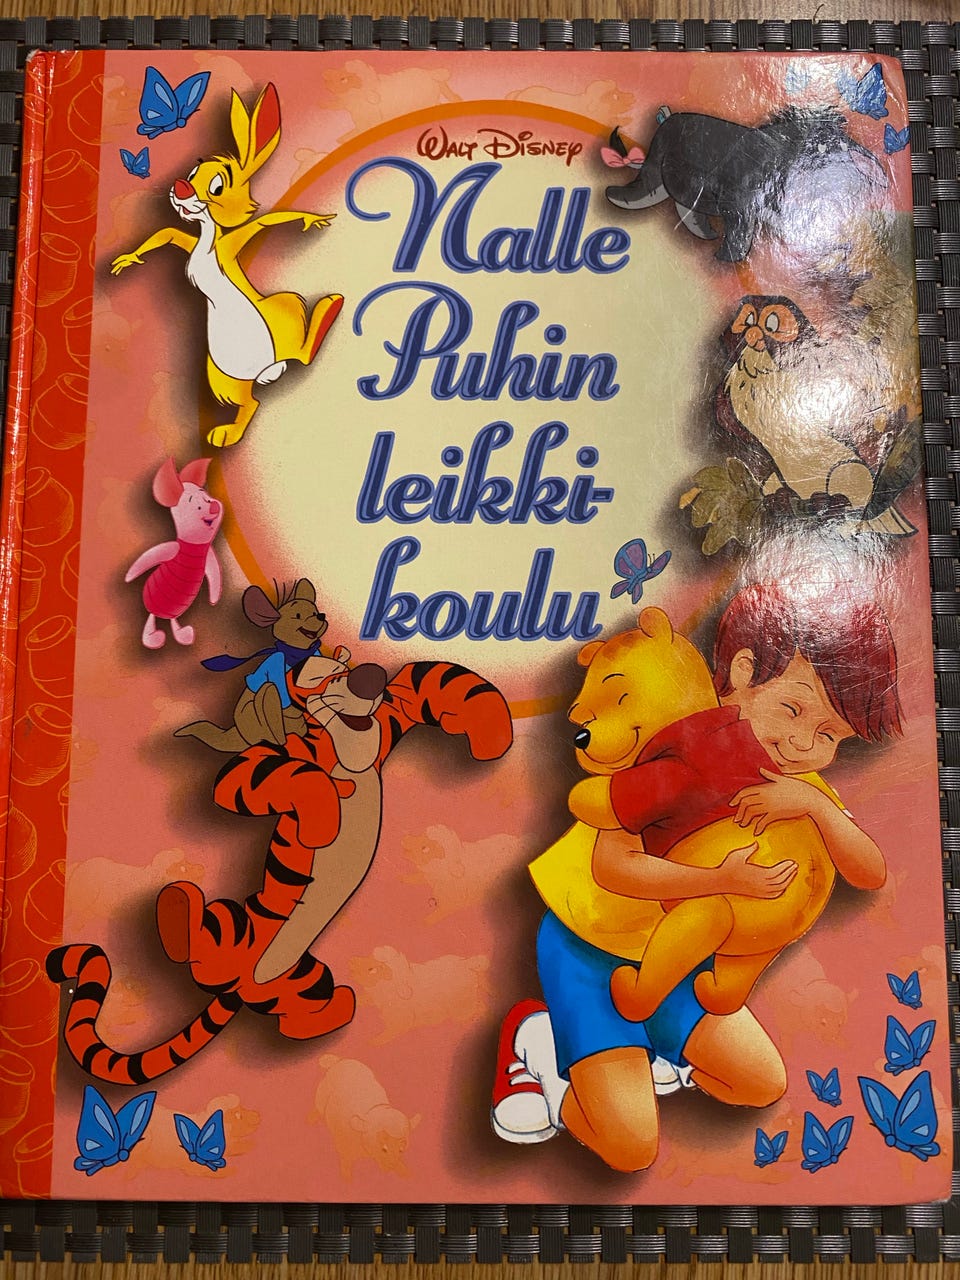 WALT DISNEY
Nalle
Puhin
leikki-
koulu